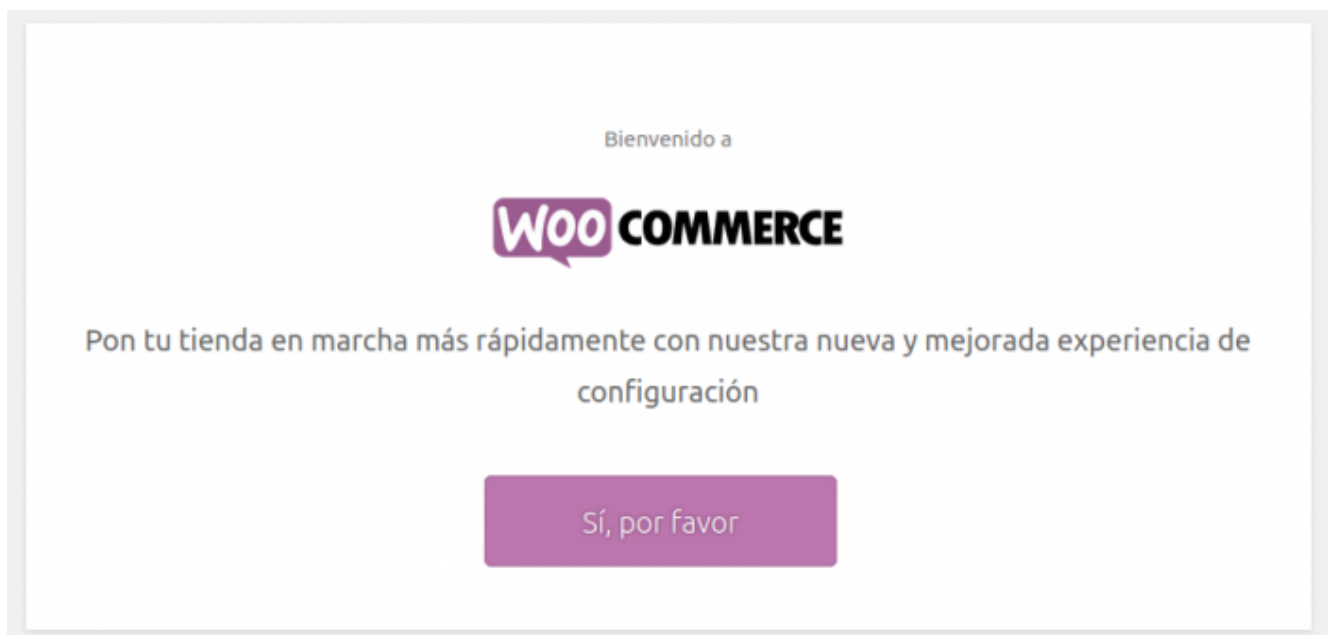 Bienvenido a
WOO COMMERCE
Pon tu tienda en marcha más rápidamente con nuestra nueva y mejorada experiencia de
configuración
Sí, por favor